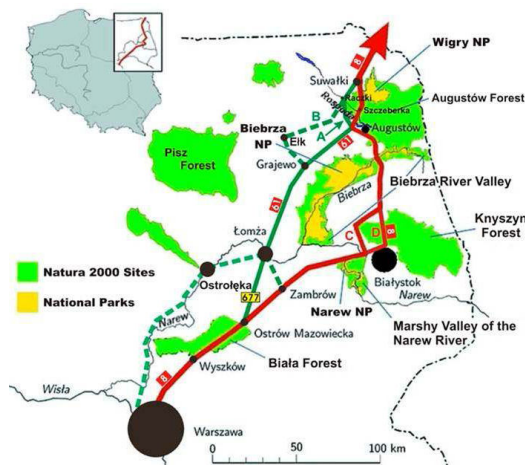 Wigry NP
8
Suwałki
Raczki
Szczeberka
Rospuda
Augustów Forest
B
A
Augustów
Biebrza
NP
Ełk
61
Pisz
Forest
Grajewo
Biebrza
Biebrza River Valley
61
Knyszyn
Forest
C
D
8
Łomża
Natura 2000 Sites
National Parks
Ostrołęka
677
Zambrów
Białystok
Narew
Narew NP
Narew
Marshy Valley of the
Narew River
Ostrów Mazowiecka
Biała Forest
Wyszków
Wisła
8
Warszawa
0
50
100 km